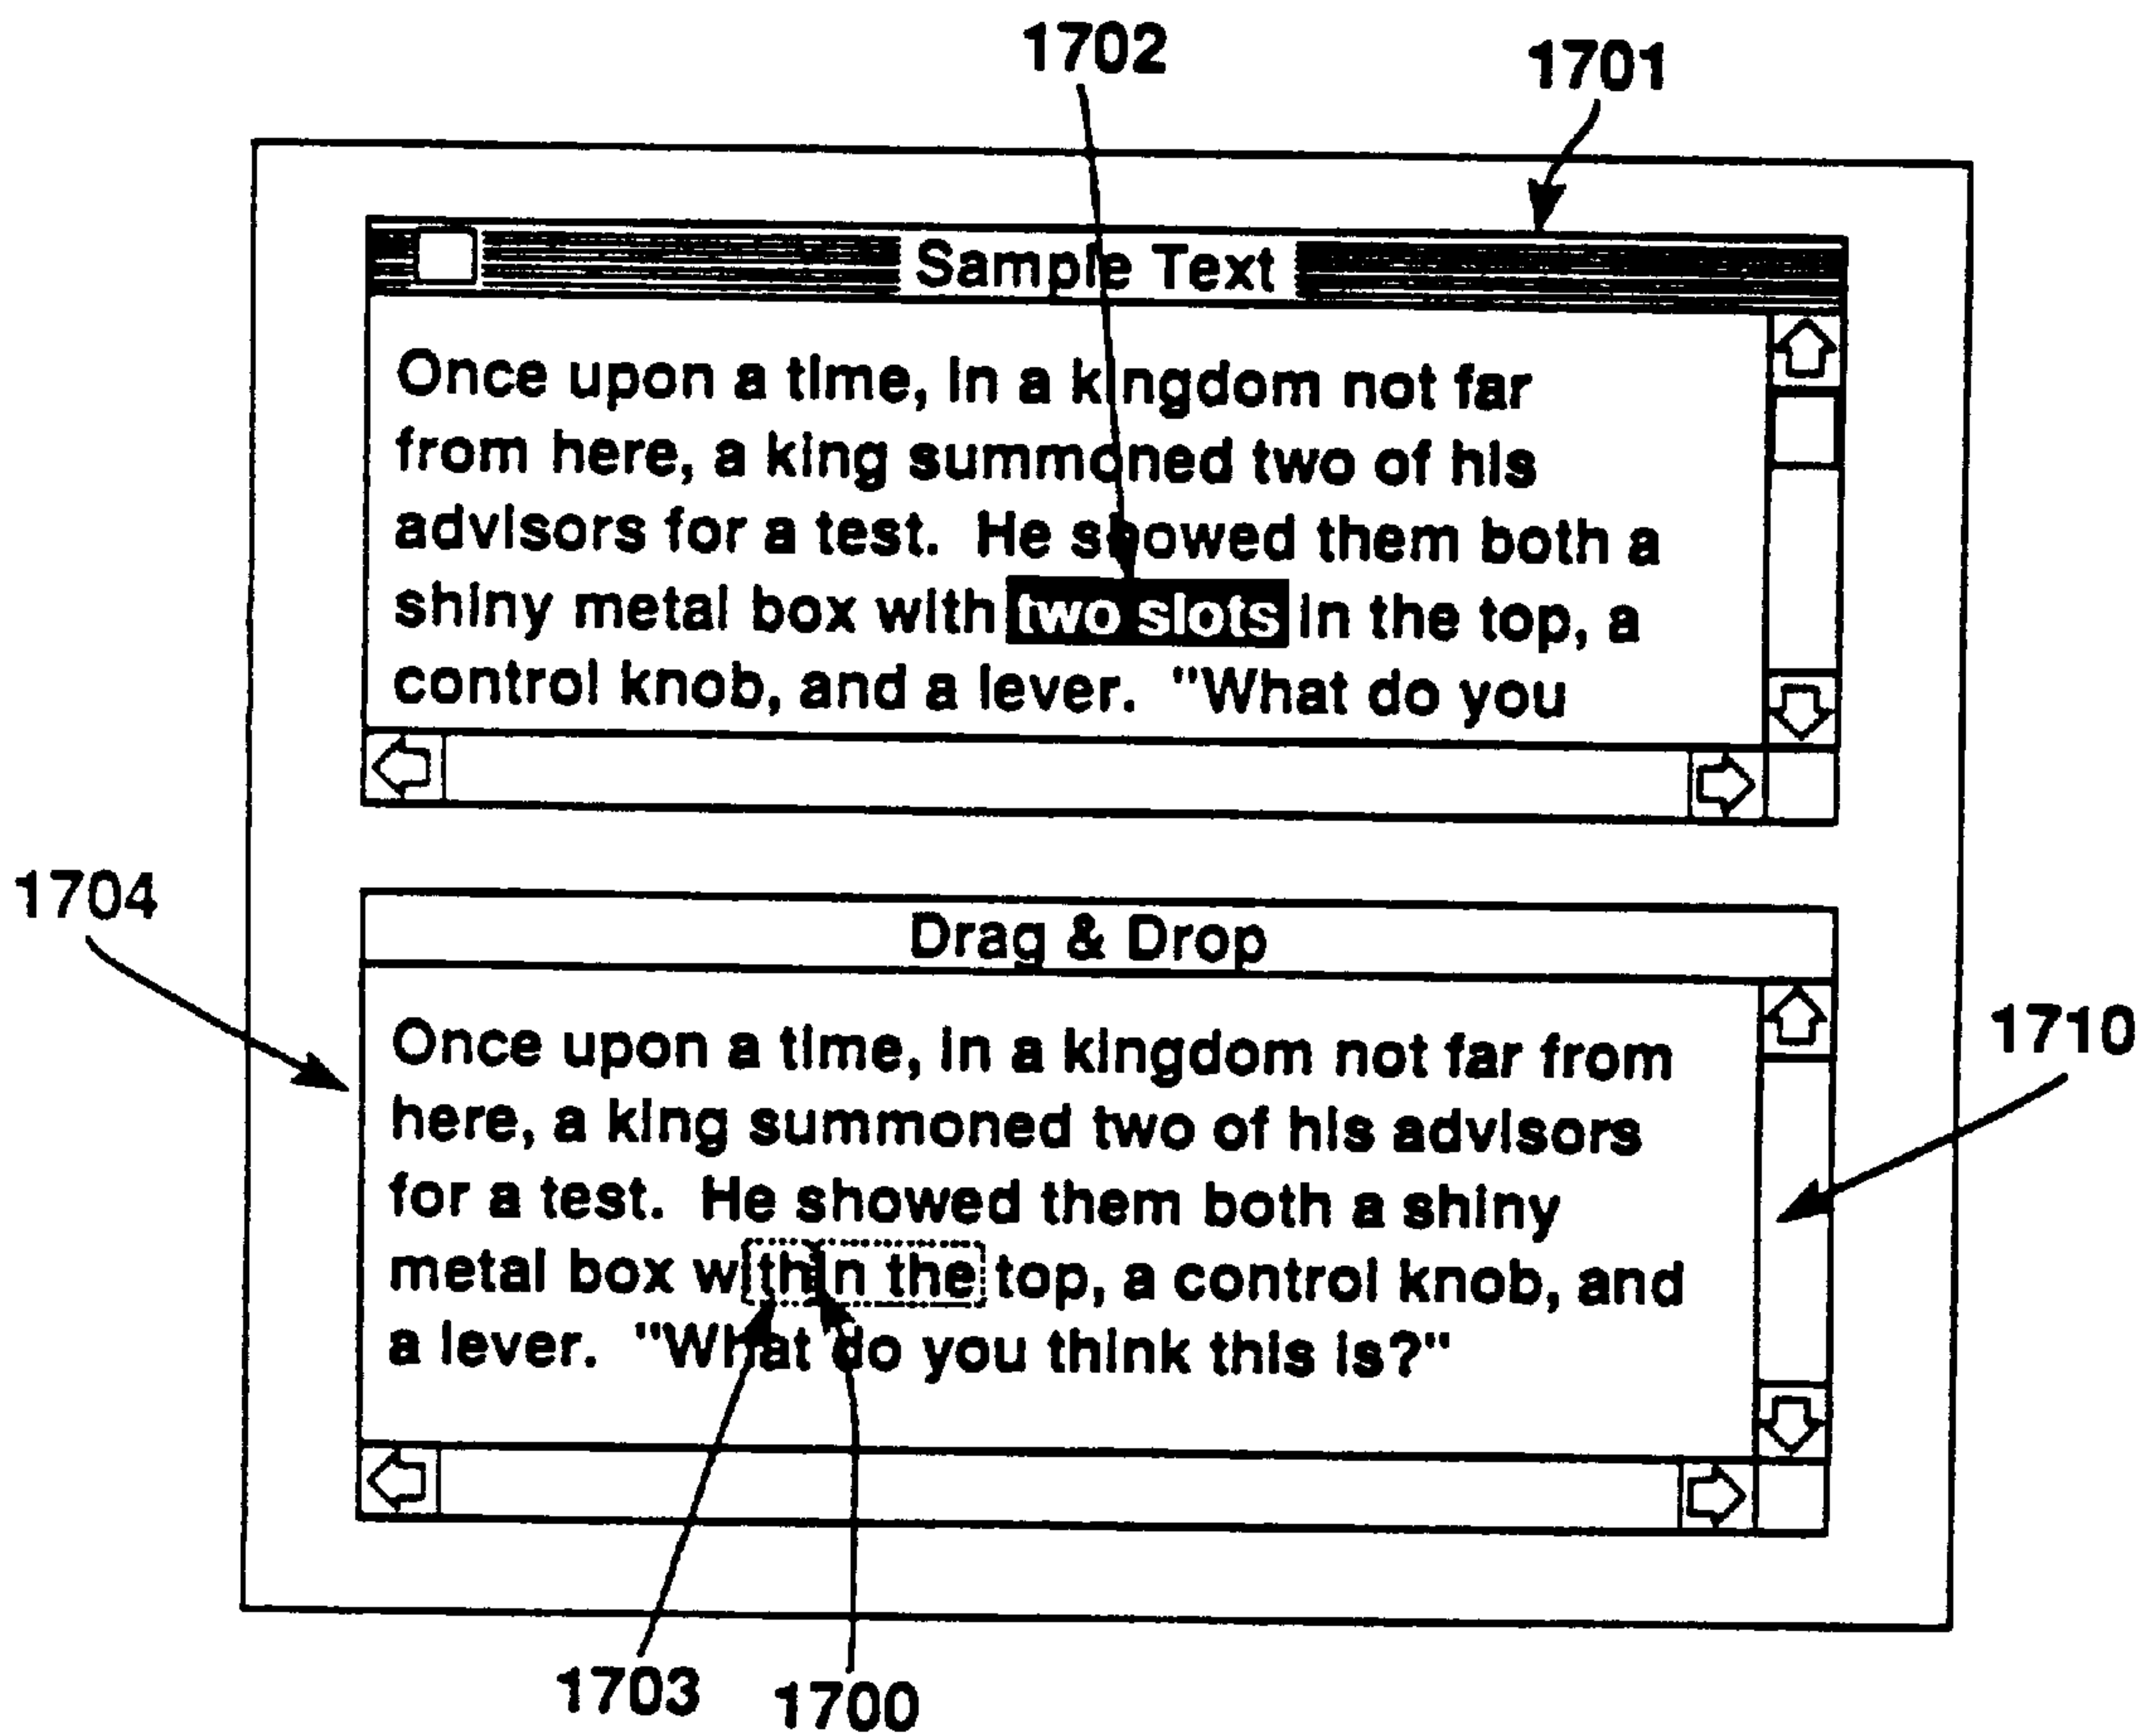 1702
1701
Sample Text
Once upon a time, in a kingdom not far
from here, a king summoned two of his
advisors for a test. He showed them both a
shiny metal box with two slots in the top, a
control knob, and a lever. "What do you
1704
Drag & Drop
1710
Once upon a time, in a kingdom not far from
here, a king summoned two of his advisors
for a test. He showed them both a shiny
metal box with in the top, a control knob, and
a lever. "What do you think this is?"
1703
1700